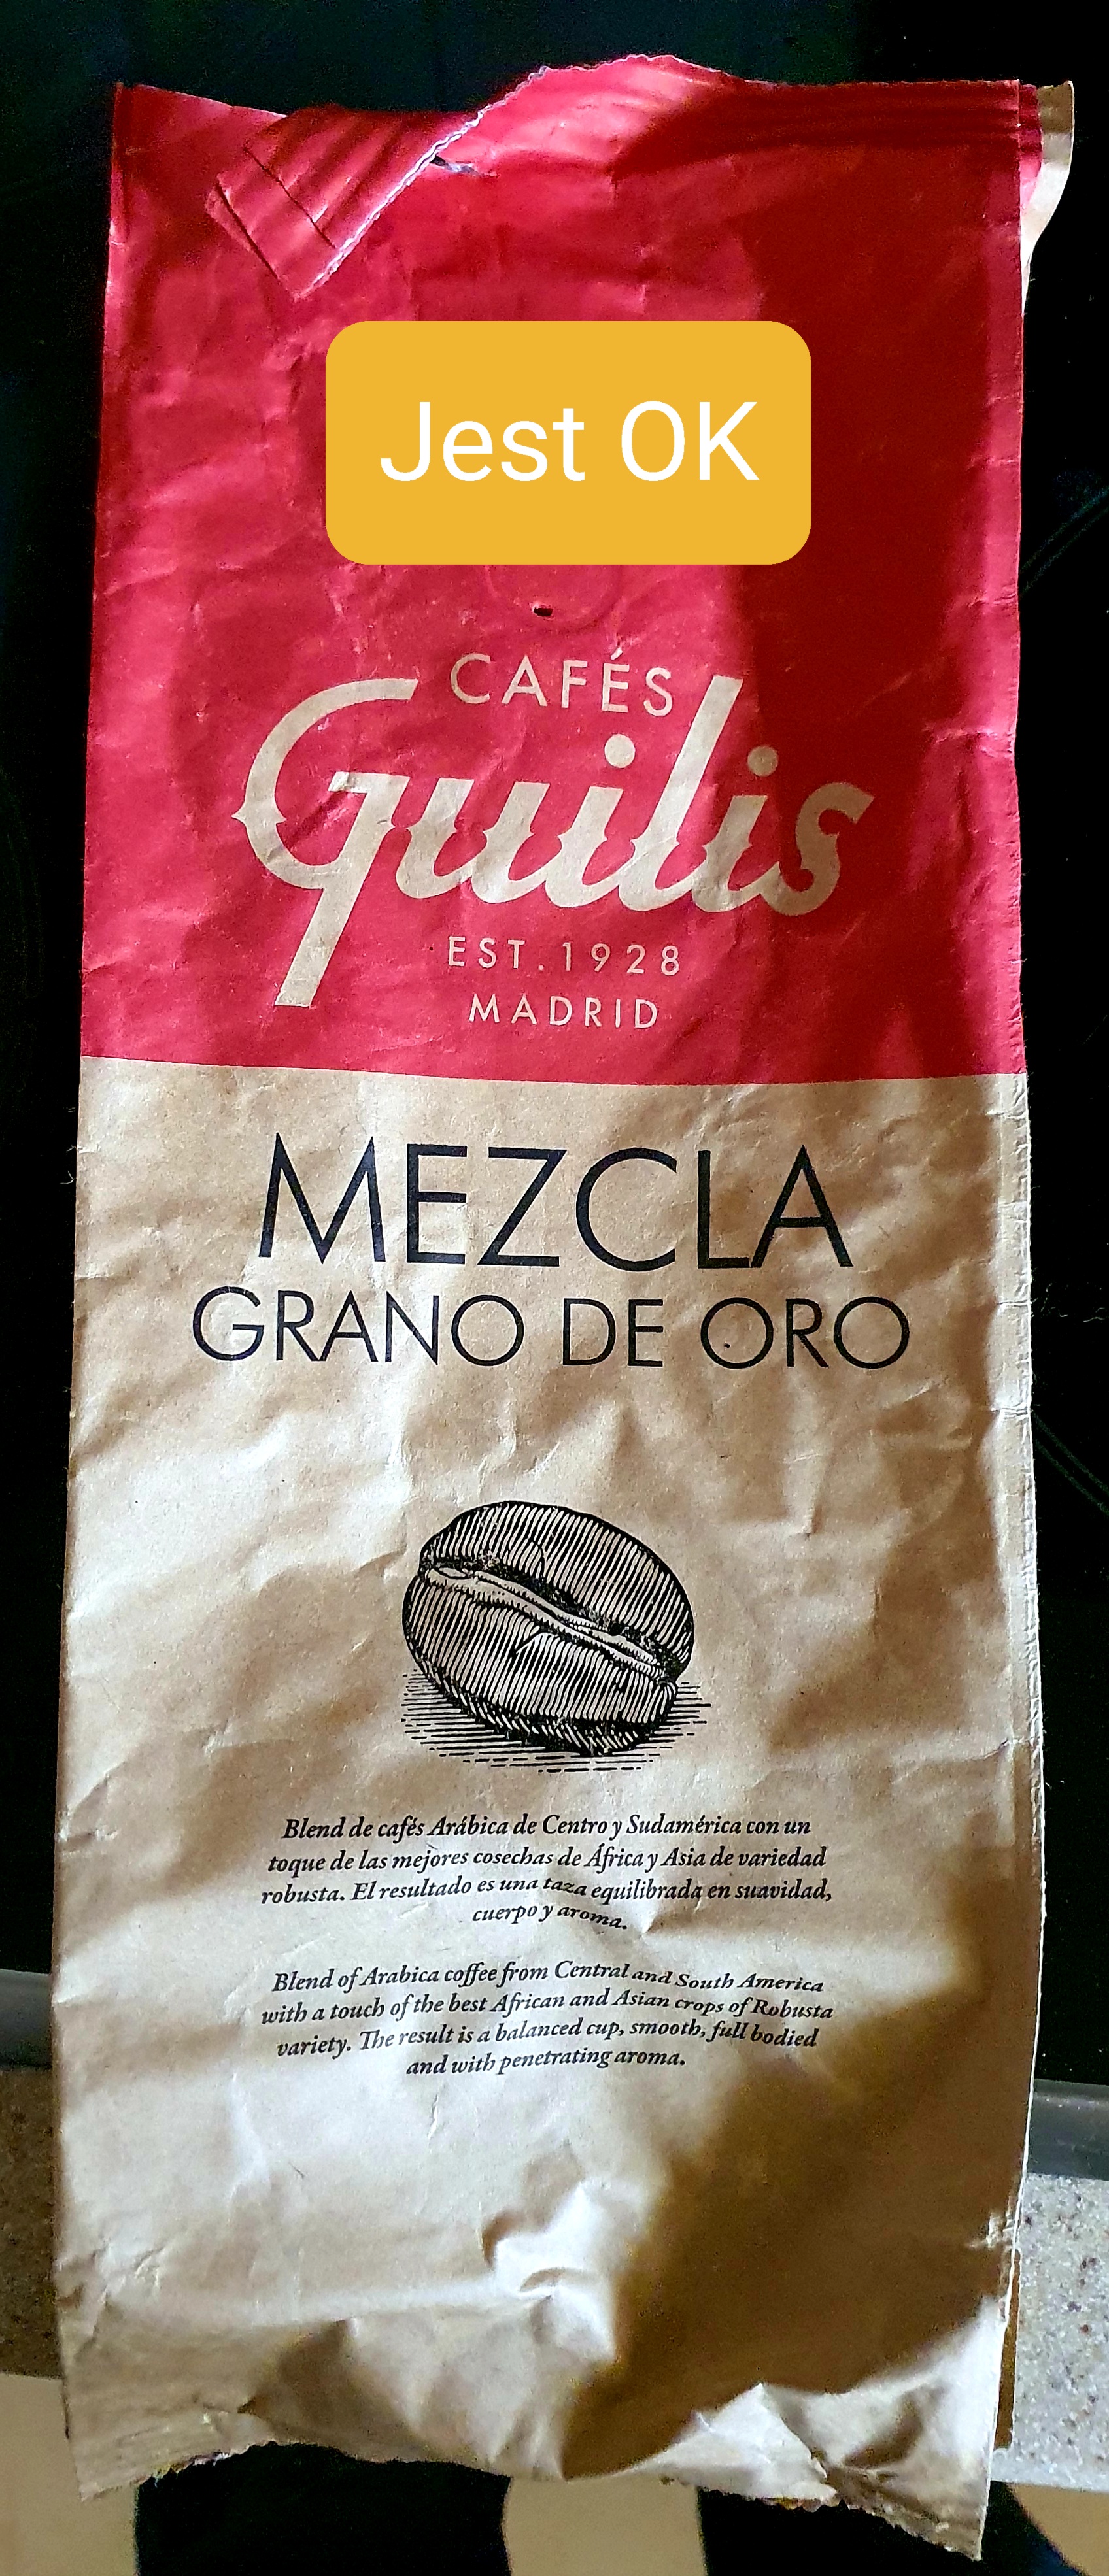 Jest OK
CAFÉS
Guilis
EST. 1928
MADRID
MEZCLA
GRANO DE ORO
Blend de cafés Arábica de Centro y Sudamérica con un
toque de las mejores cosechas de África y Asia de variedad
robusta. El resultado es una taza equilibrada en suavidad,
cuerpo y aroma.
Blend of Arabica coffee from Central and South America
with a touch of the best African and Asian crops of Robusta
variety. The result is a balanced cup, smooth, full bodied
and with penetrating aroma.